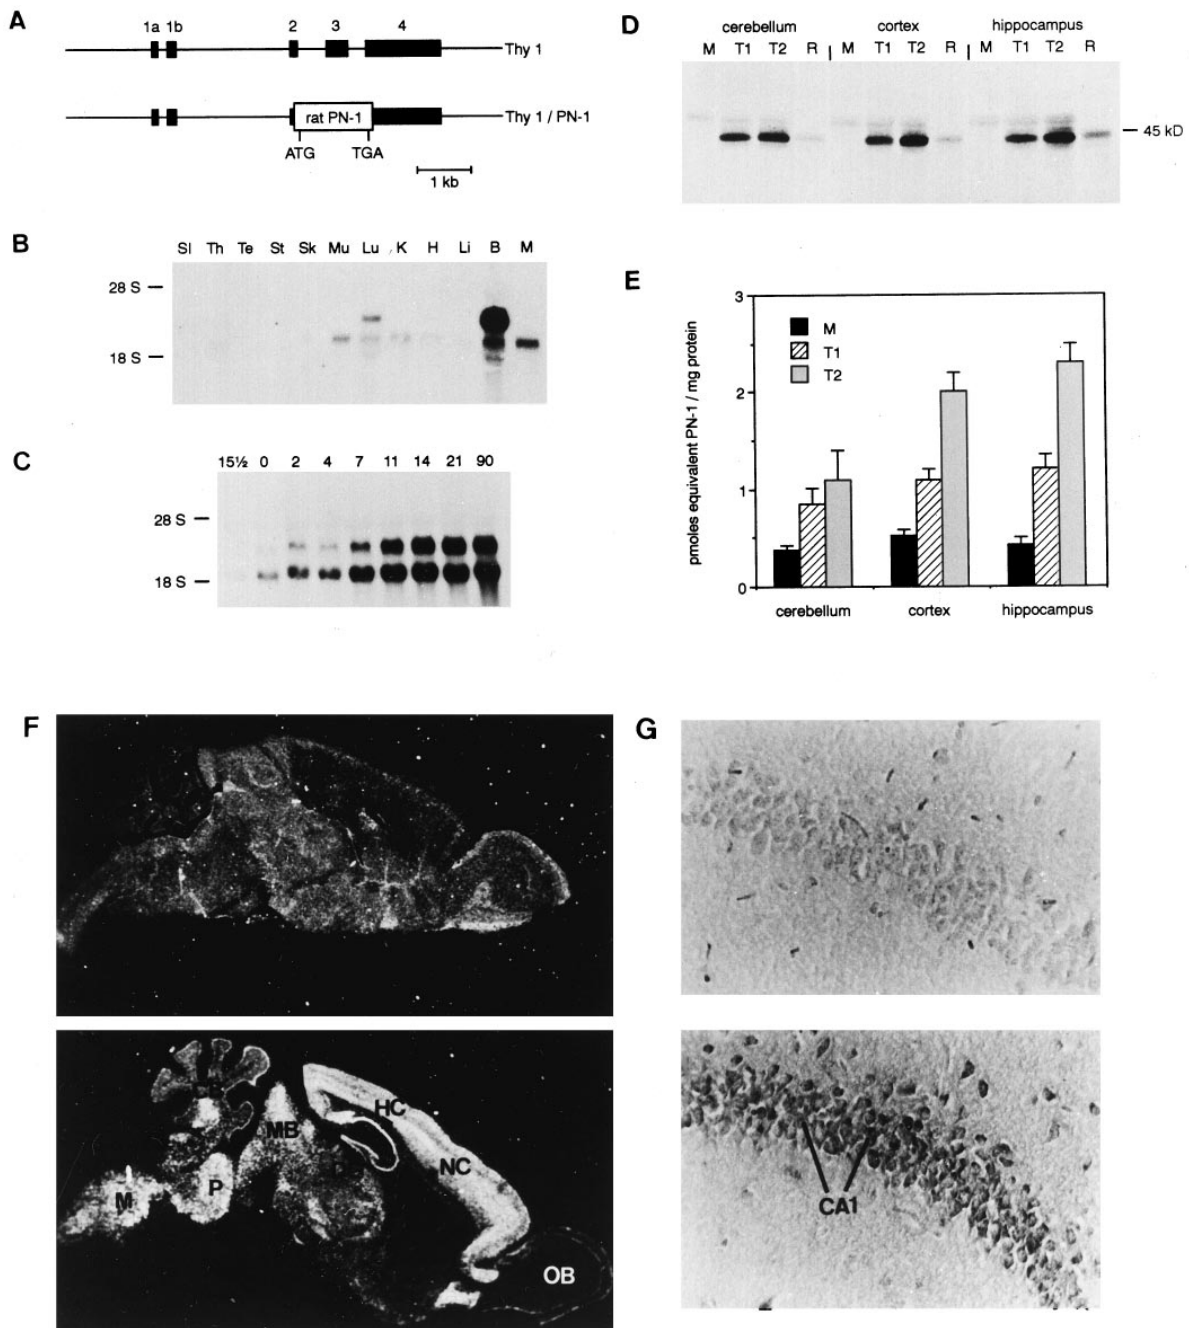 A
1a 1b 2 3 4
Thy 1
rat PN-1
Thy 1 / PN-1
ATG TGA
1 kb
B
Sl Th Te St Sk Mu Lu K H Li B M
28 S
18 S
C
15½ 0 2 4 7 11 14 21 90
28 S
18 S
D
cerebellum cortex hippocampus
M T1 T2 R M T1 T2 R M T1 T2 R
45 kD
E
pmoles equivalent PN-1 / mg protein
3
2
1
0
M
T1
T2
cerebellum cortex hippocampus
F
HC
MB
NC
M
P
OB
G
CA1